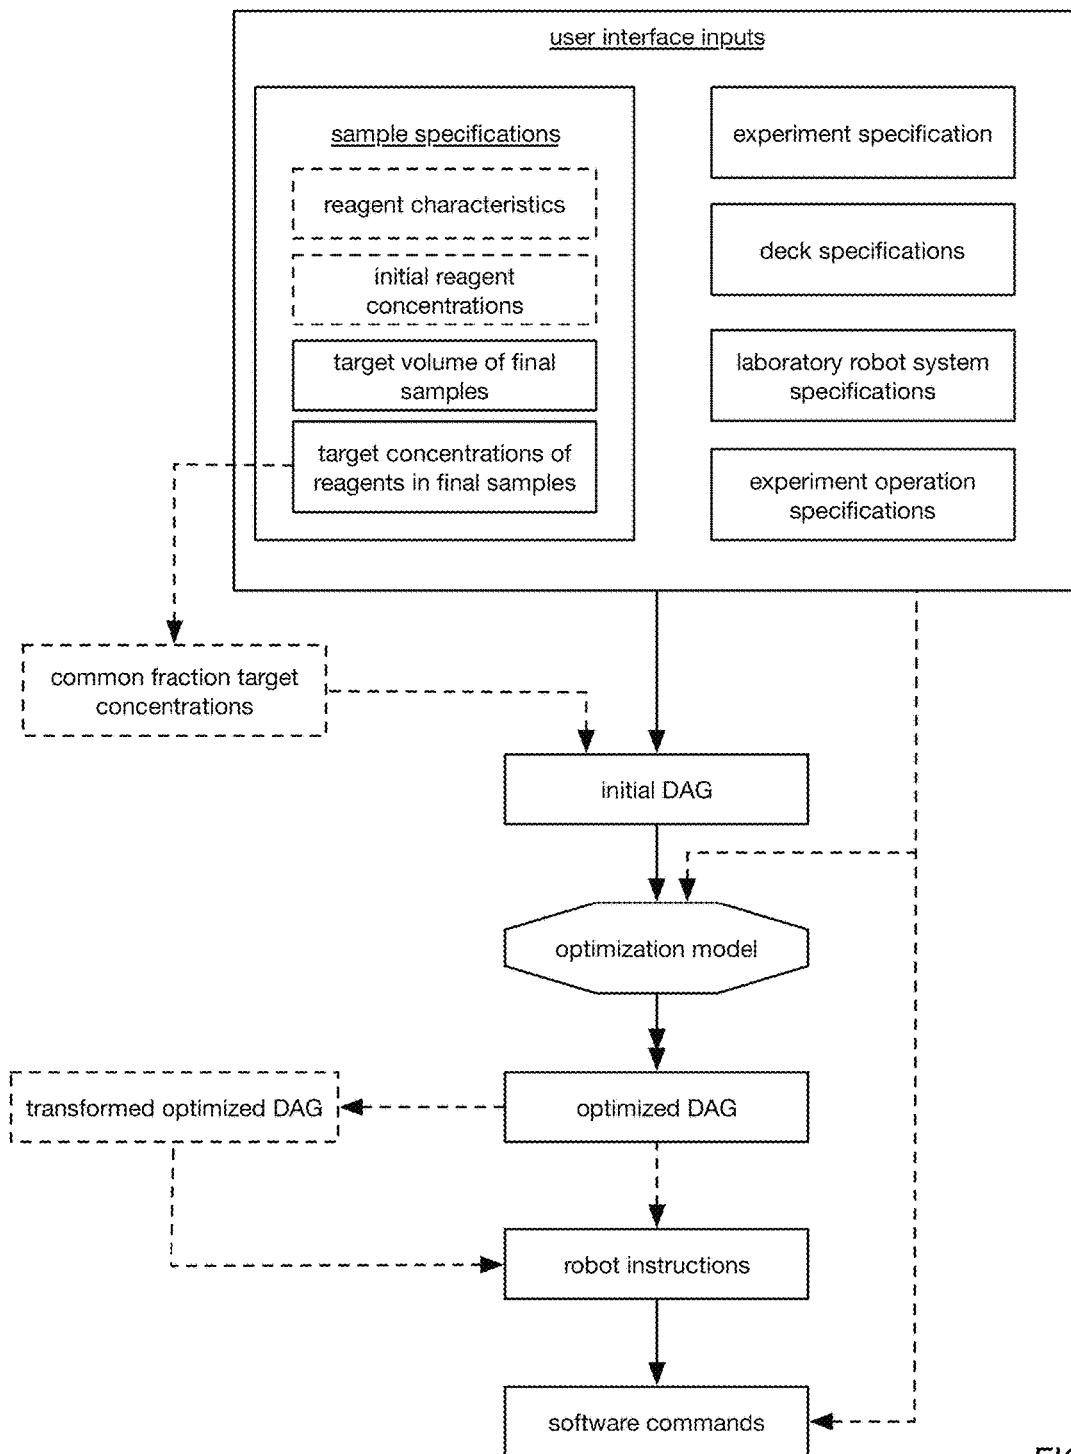 user interface inputs
sample specifications
reagent characteristics
initial reagent
concentrations
target volume of final
samples
target concentrations of
reagents in final samples
experiment specification
deck specifications
laboratory robot system
specifications
experiment operation
specifications
common fraction target
concentrations
initial DAG
optimization model
transformed optimized DAG
optimized DAG
robot instructions
software commands